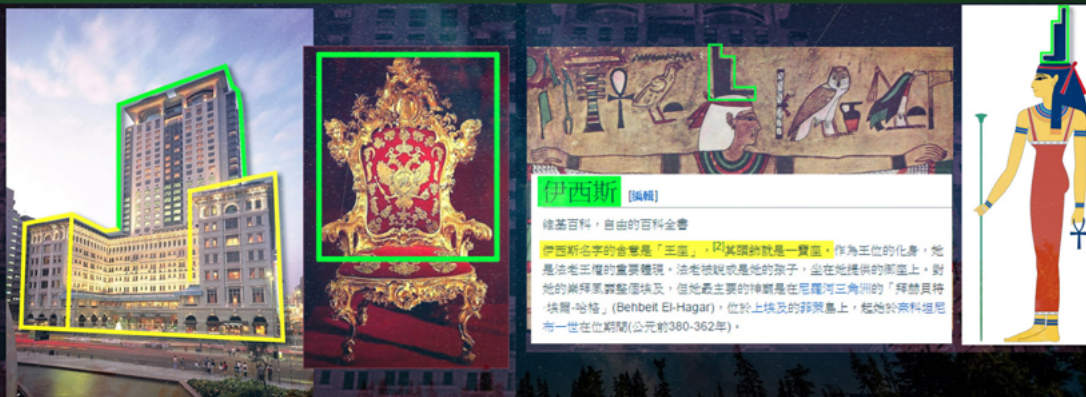 伊西斯 [編輯]
維基百科，自由的百科全書
伊西斯名字的含意是「王座」，[2]其頭飾就是一寶座。作為王位的化身，她
是法老王權的重要體現。法老被說成是她的孩子，坐在她提供的御座上。對
她的崇拜風靡整個埃及，但她最主要的神廟是在尼羅河三角洲的「拜赫貝特
·埃爾-哈格」(Behbeit El-Hagar)，位於上埃及的菲萊島上，起始於奈科坦尼
布一世在位期間(公元前380-362年)。